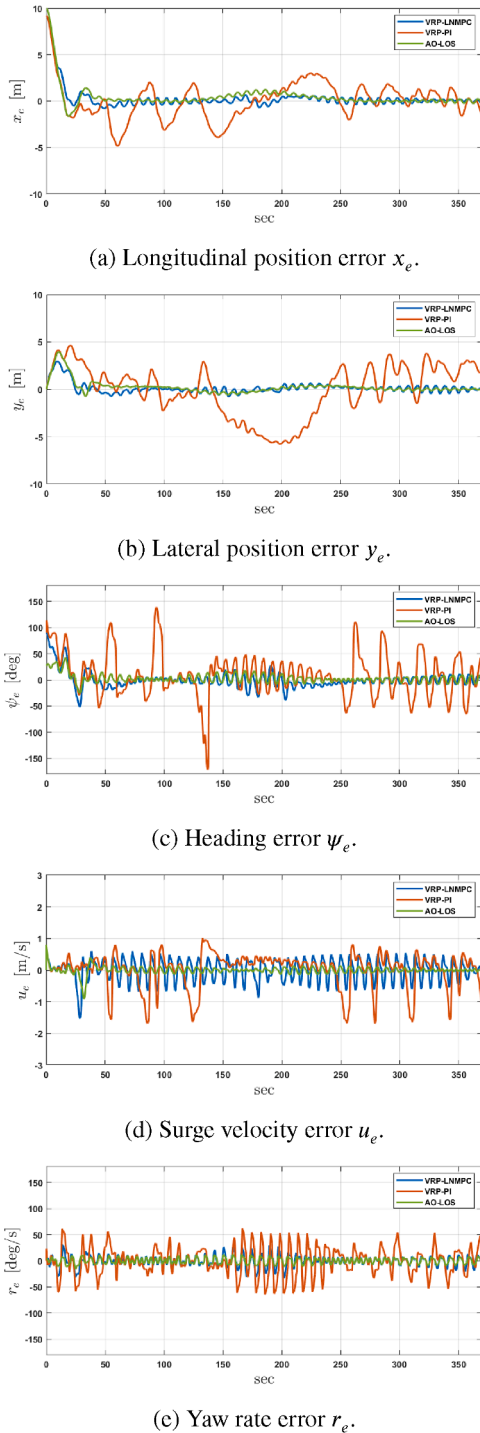 VRP-LNMPC
VRP-PI
AO-LOS
10
5
0
-5
-10
x_e [m]
0 50 100 150 200 250 300 350
sec
(a) Longitudinal position error x_e.
VRP-LNMPC
VRP-PI
AO-LOS
10
5
0
-5
-10
y_e [m]
0 50 100 150 200 250 300 350
sec
(b) Lateral position error y_e.
VRP-LNMPC
VRP-PI
AO-LOS
150
100
50
0
-50
-100
-150
ψ_e [deg]
0 50 100 150 200 250 300 350
sec
(c) Heading error ψ_e.
VRP-LNMPC
VRP-PI
AO-LOS
3
2
1
0
-1
-2
-3
u_e [m/s]
0 50 100 150 200 250 300 350
sec
(d) Surge velocity error u_e.
VRP-LNMPC
VRP-PI
AO-LOS
150
100
50
0
-50
-100
-150
r_e [deg/s]
0 50 100 150 200 250 300 350
sec
(e) Yaw rate error r_e.